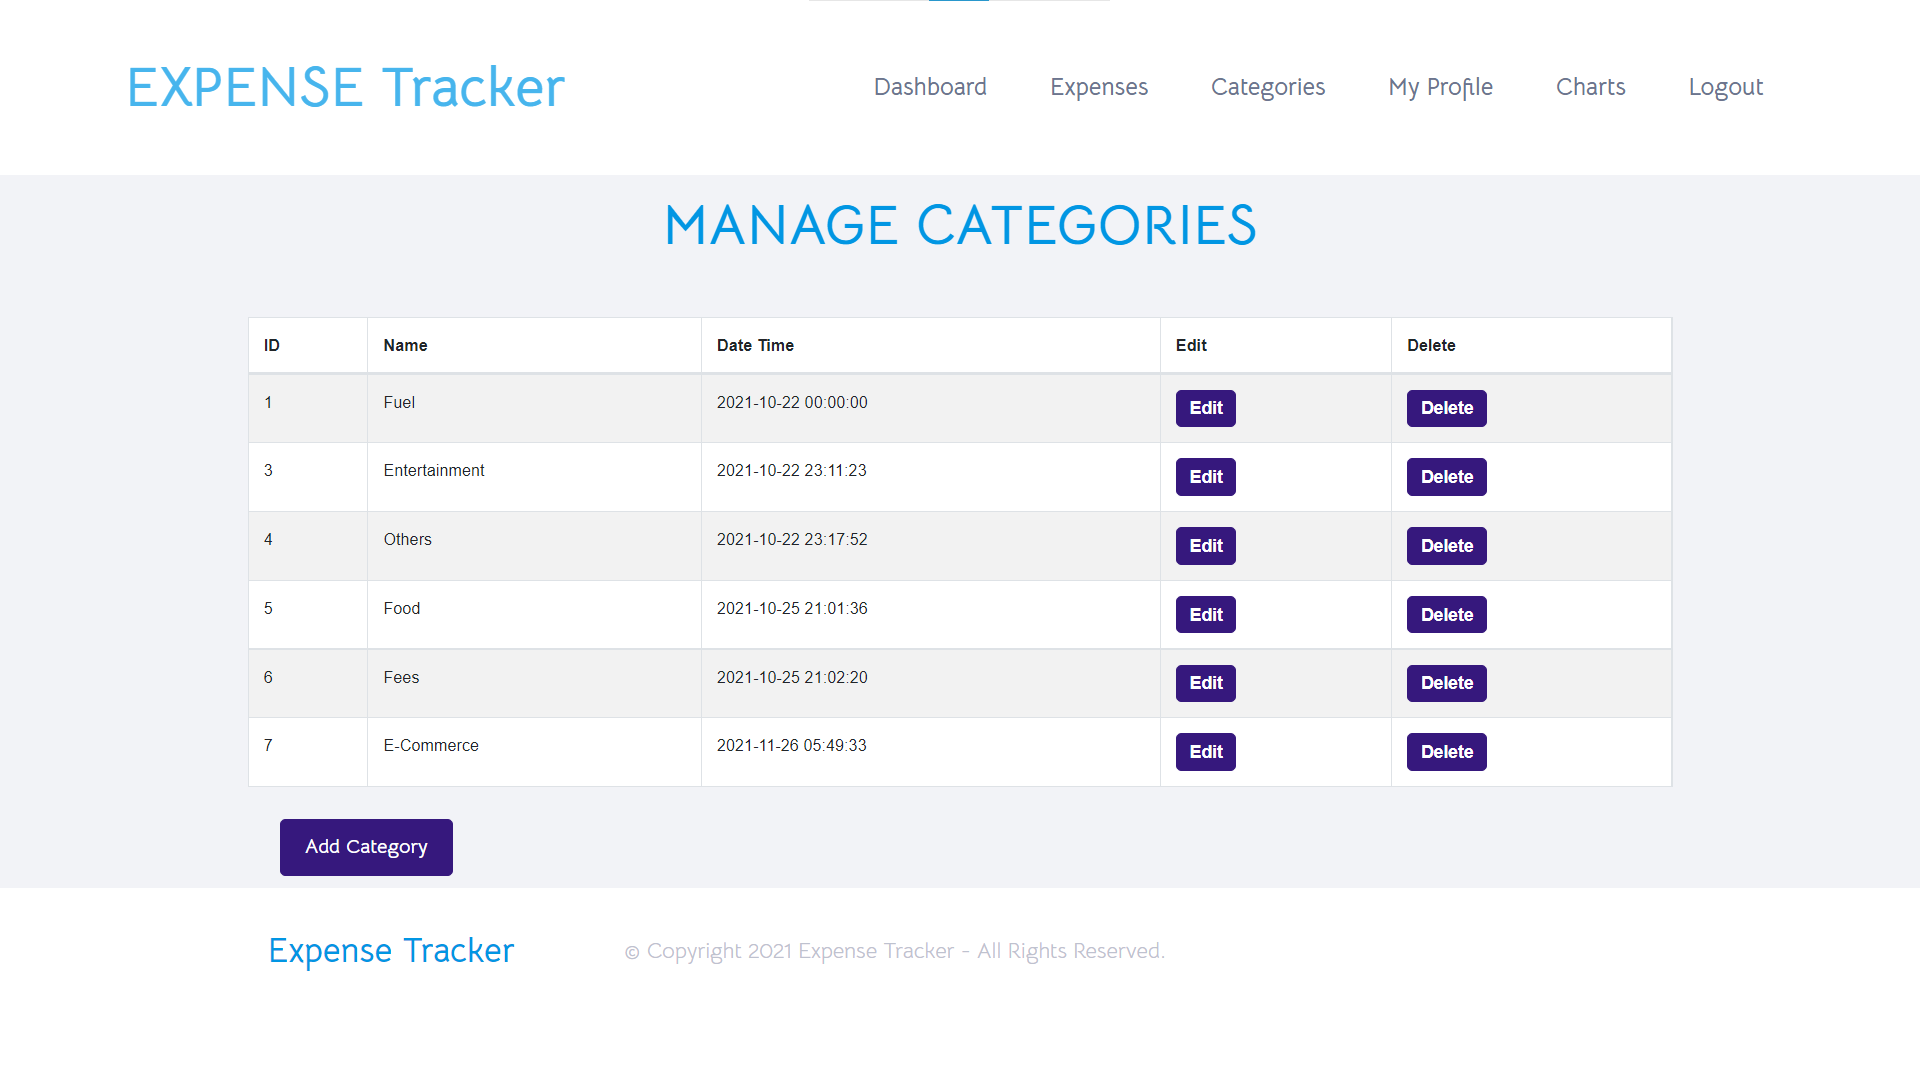 EXPENSE Tracker
Dashboard Expenses Categories My Profile Charts Logout
MANAGE CATEGORIES
ID Name Date Time Edit Delete
1 Fuel 2021-10-22 00:00:00 Edit Delete
3 Entertainment 2021-10-22 23:11:23 Edit Delete
4 Others 2021-10-22 23:17:52 Edit Delete
5 Food 2021-10-25 21:01:36 Edit Delete
6 Fees 2021-10-25 21:02:20 Edit Delete
7 E-Commerce 2021-11-26 05:49:33 Edit Delete
Add Category
Expense Tracker © Copyright 2021 Expense Tracker - All Rights Reserved.